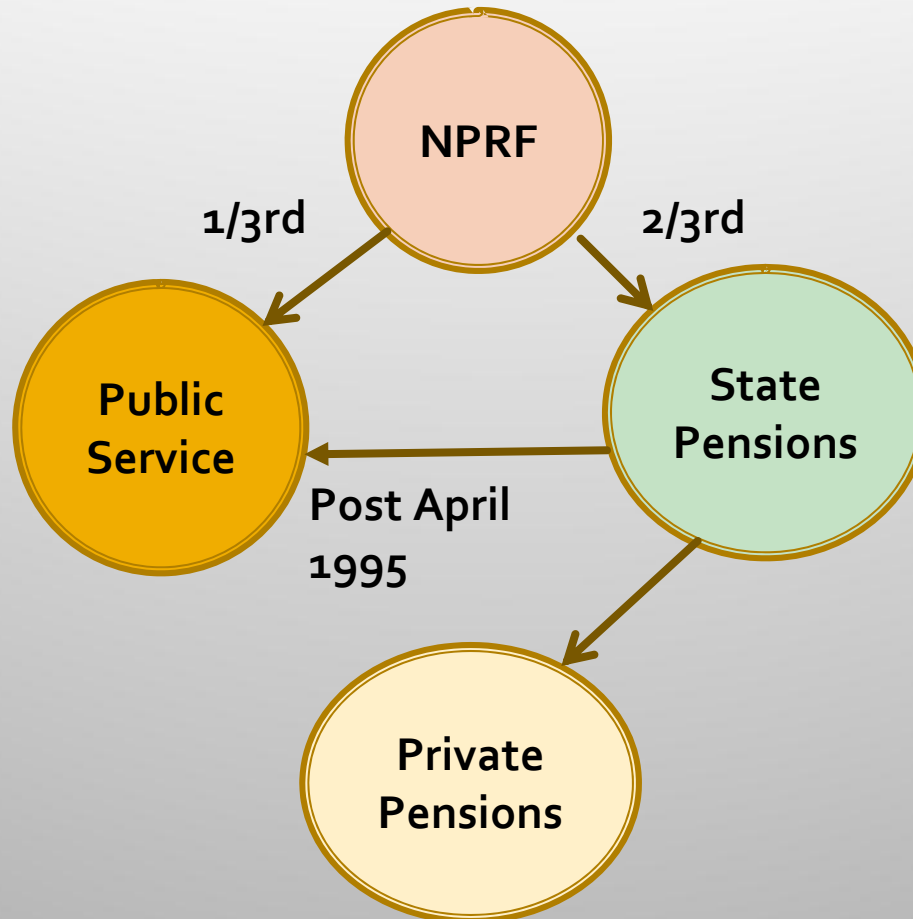 NPRF
1/3rd
2/3rd
Public
Service
State
Pensions
Post April
1995
Private
Pensions